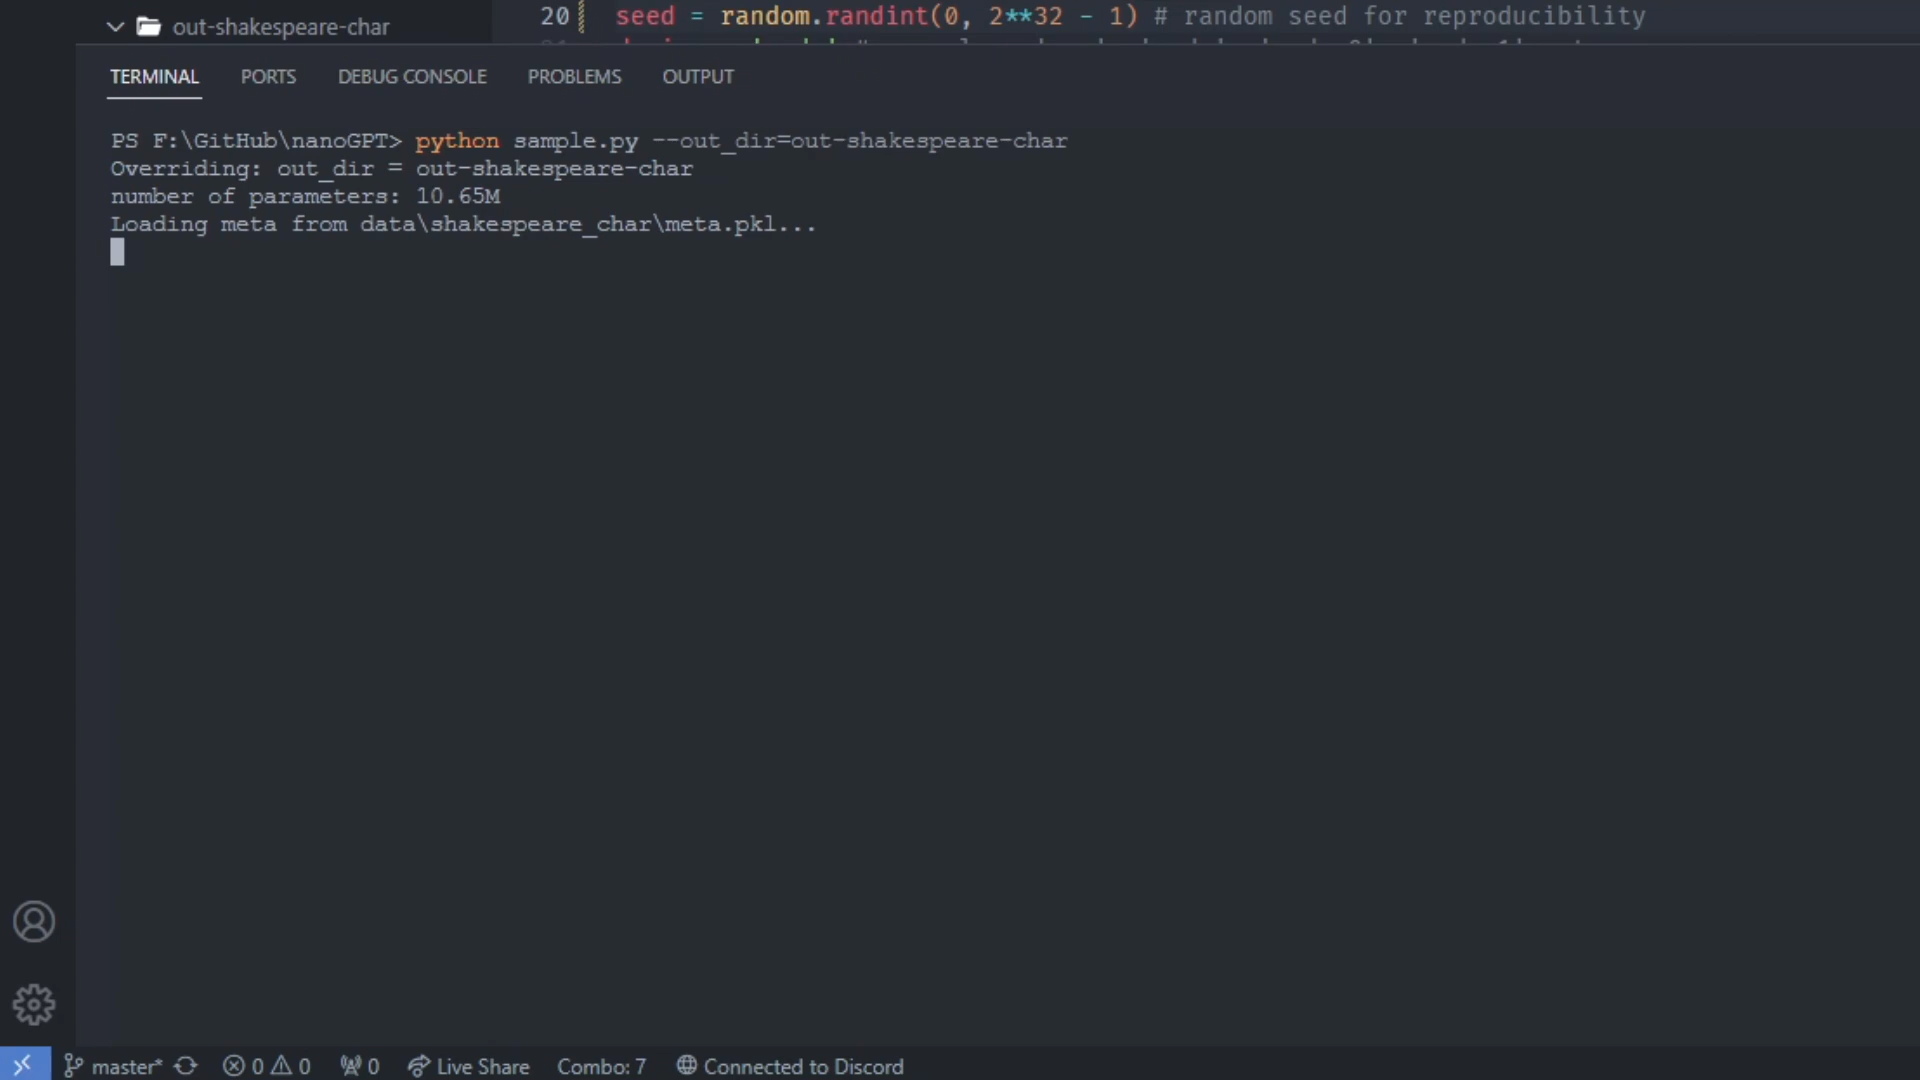 out-shakespeare-char
20 seed = random.randint(0, 2**32 - 1) # random seed for reproducibility
TERMINAL PORTS DEBUG CONSOLE PROBLEMS OUTPUT
PS F:\GitHub\nanoGPT> python sample.py --out_dir=out-shakespeare-char
Overriding: out_dir = out-shakespeare-char
number of parameters: 10.65M
Loading meta from data\shakespeare_char\meta.pkl...
master* 0 0 0 Live Share Combo: 7 Connected to Discord